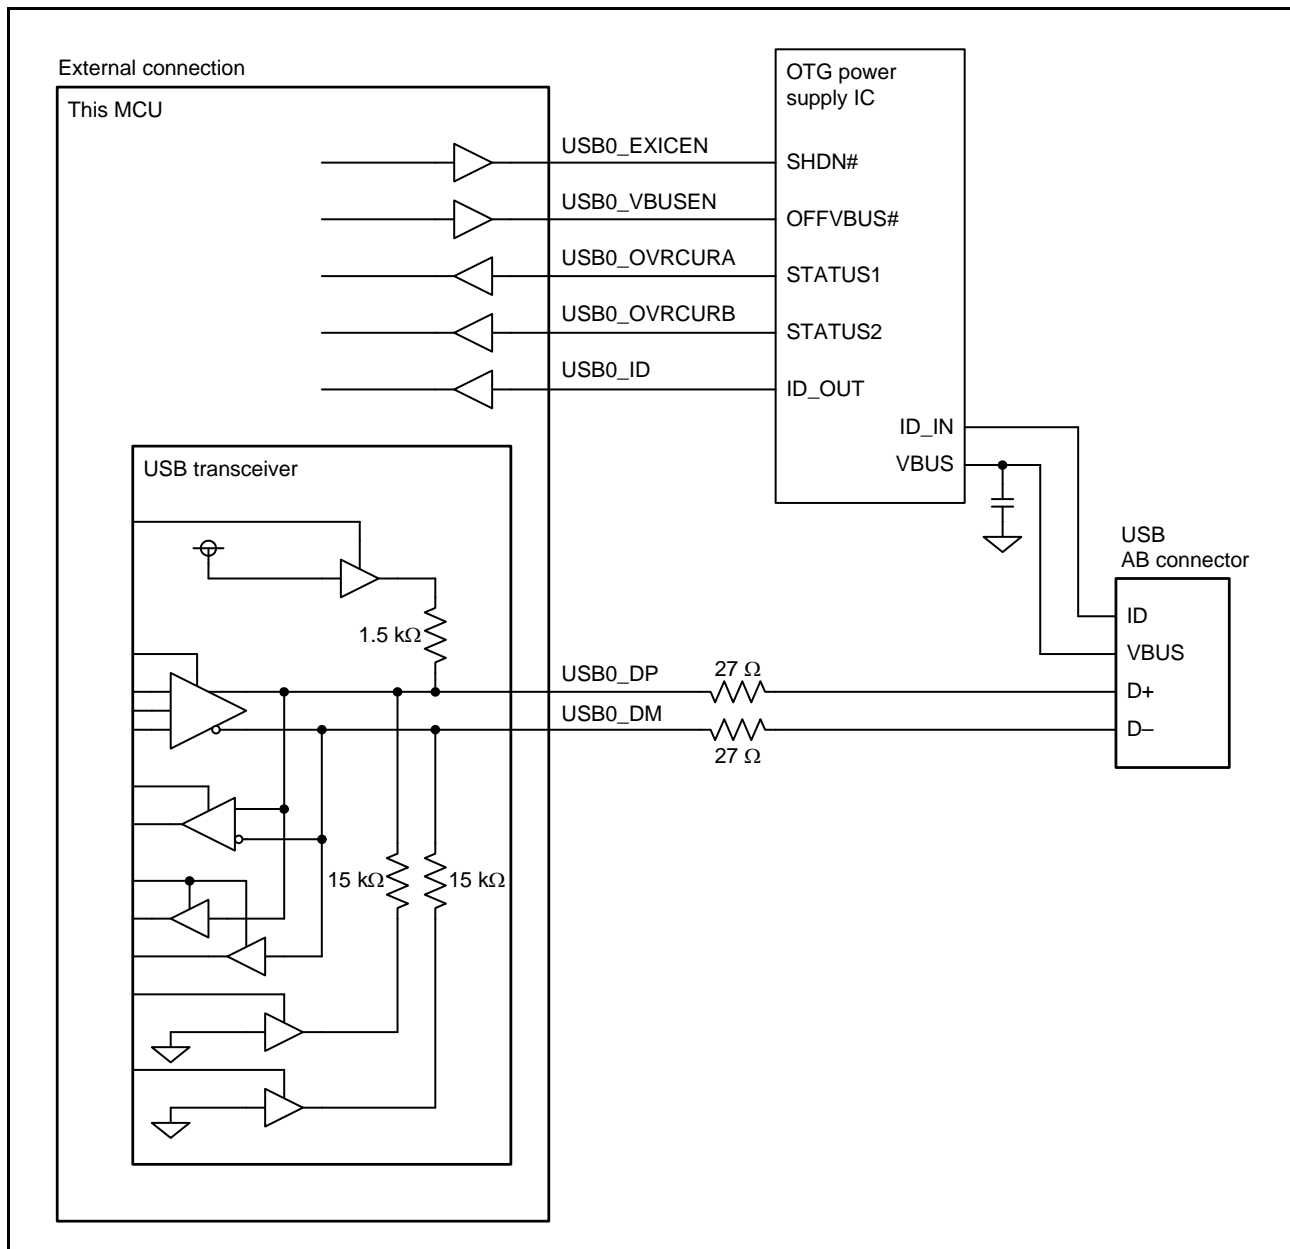 External connection
This MCU
OTG power
supply IC
USB0_EXICEN
SHDN#
USB0_VBUSEN
OFFVBUS#
USB0_OVRCURA
STATUS1
USB0_OVRCURB
STATUS2
USB0_ID
ID_OUT
ID_IN
VBUS
USB transceiver
USB
AB connector
ID
VBUS
1.5 kΩ
USB0_DP
27 Ω
D+
USB0_DM
27 Ω
D–
15 kΩ
15 kΩ